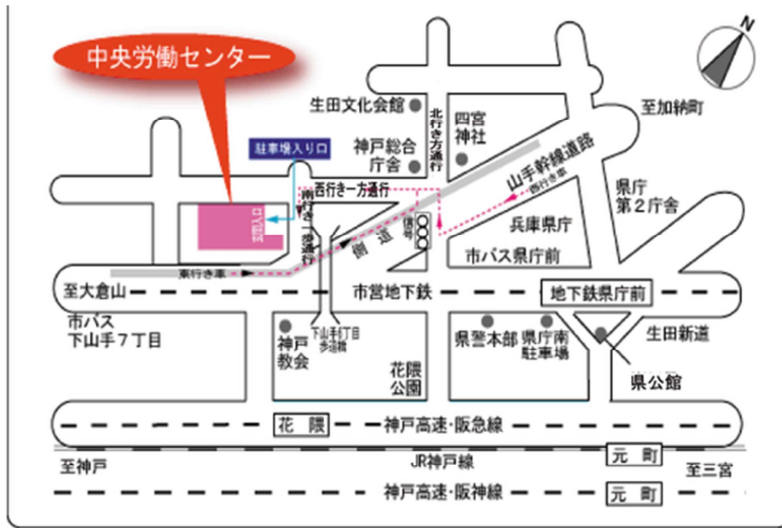 中央労働センター
N
生田文化会館
四宮
神社
至加納町
北行き一方通行
駐車場入り口
神戸総合
庁舎
山手幹線道路
西行き車
県庁
第2庁舎
西行き一方通行
南行き一歩通行
玄関入口
側道
信号
兵庫県庁
市バス県庁前
東行き車
至大倉山
市営地下鉄
地下鉄県庁前
市バス
下山手7丁目
神戸
教会
下山手6丁目
歩道橋
花隈
公園
県警本部
県庁南
駐車場
生田新道
県公館
花隈
神戸高速・阪急線
至神戸
JR神戸線
元町
至三宮
神戸高速・阪神線
元町